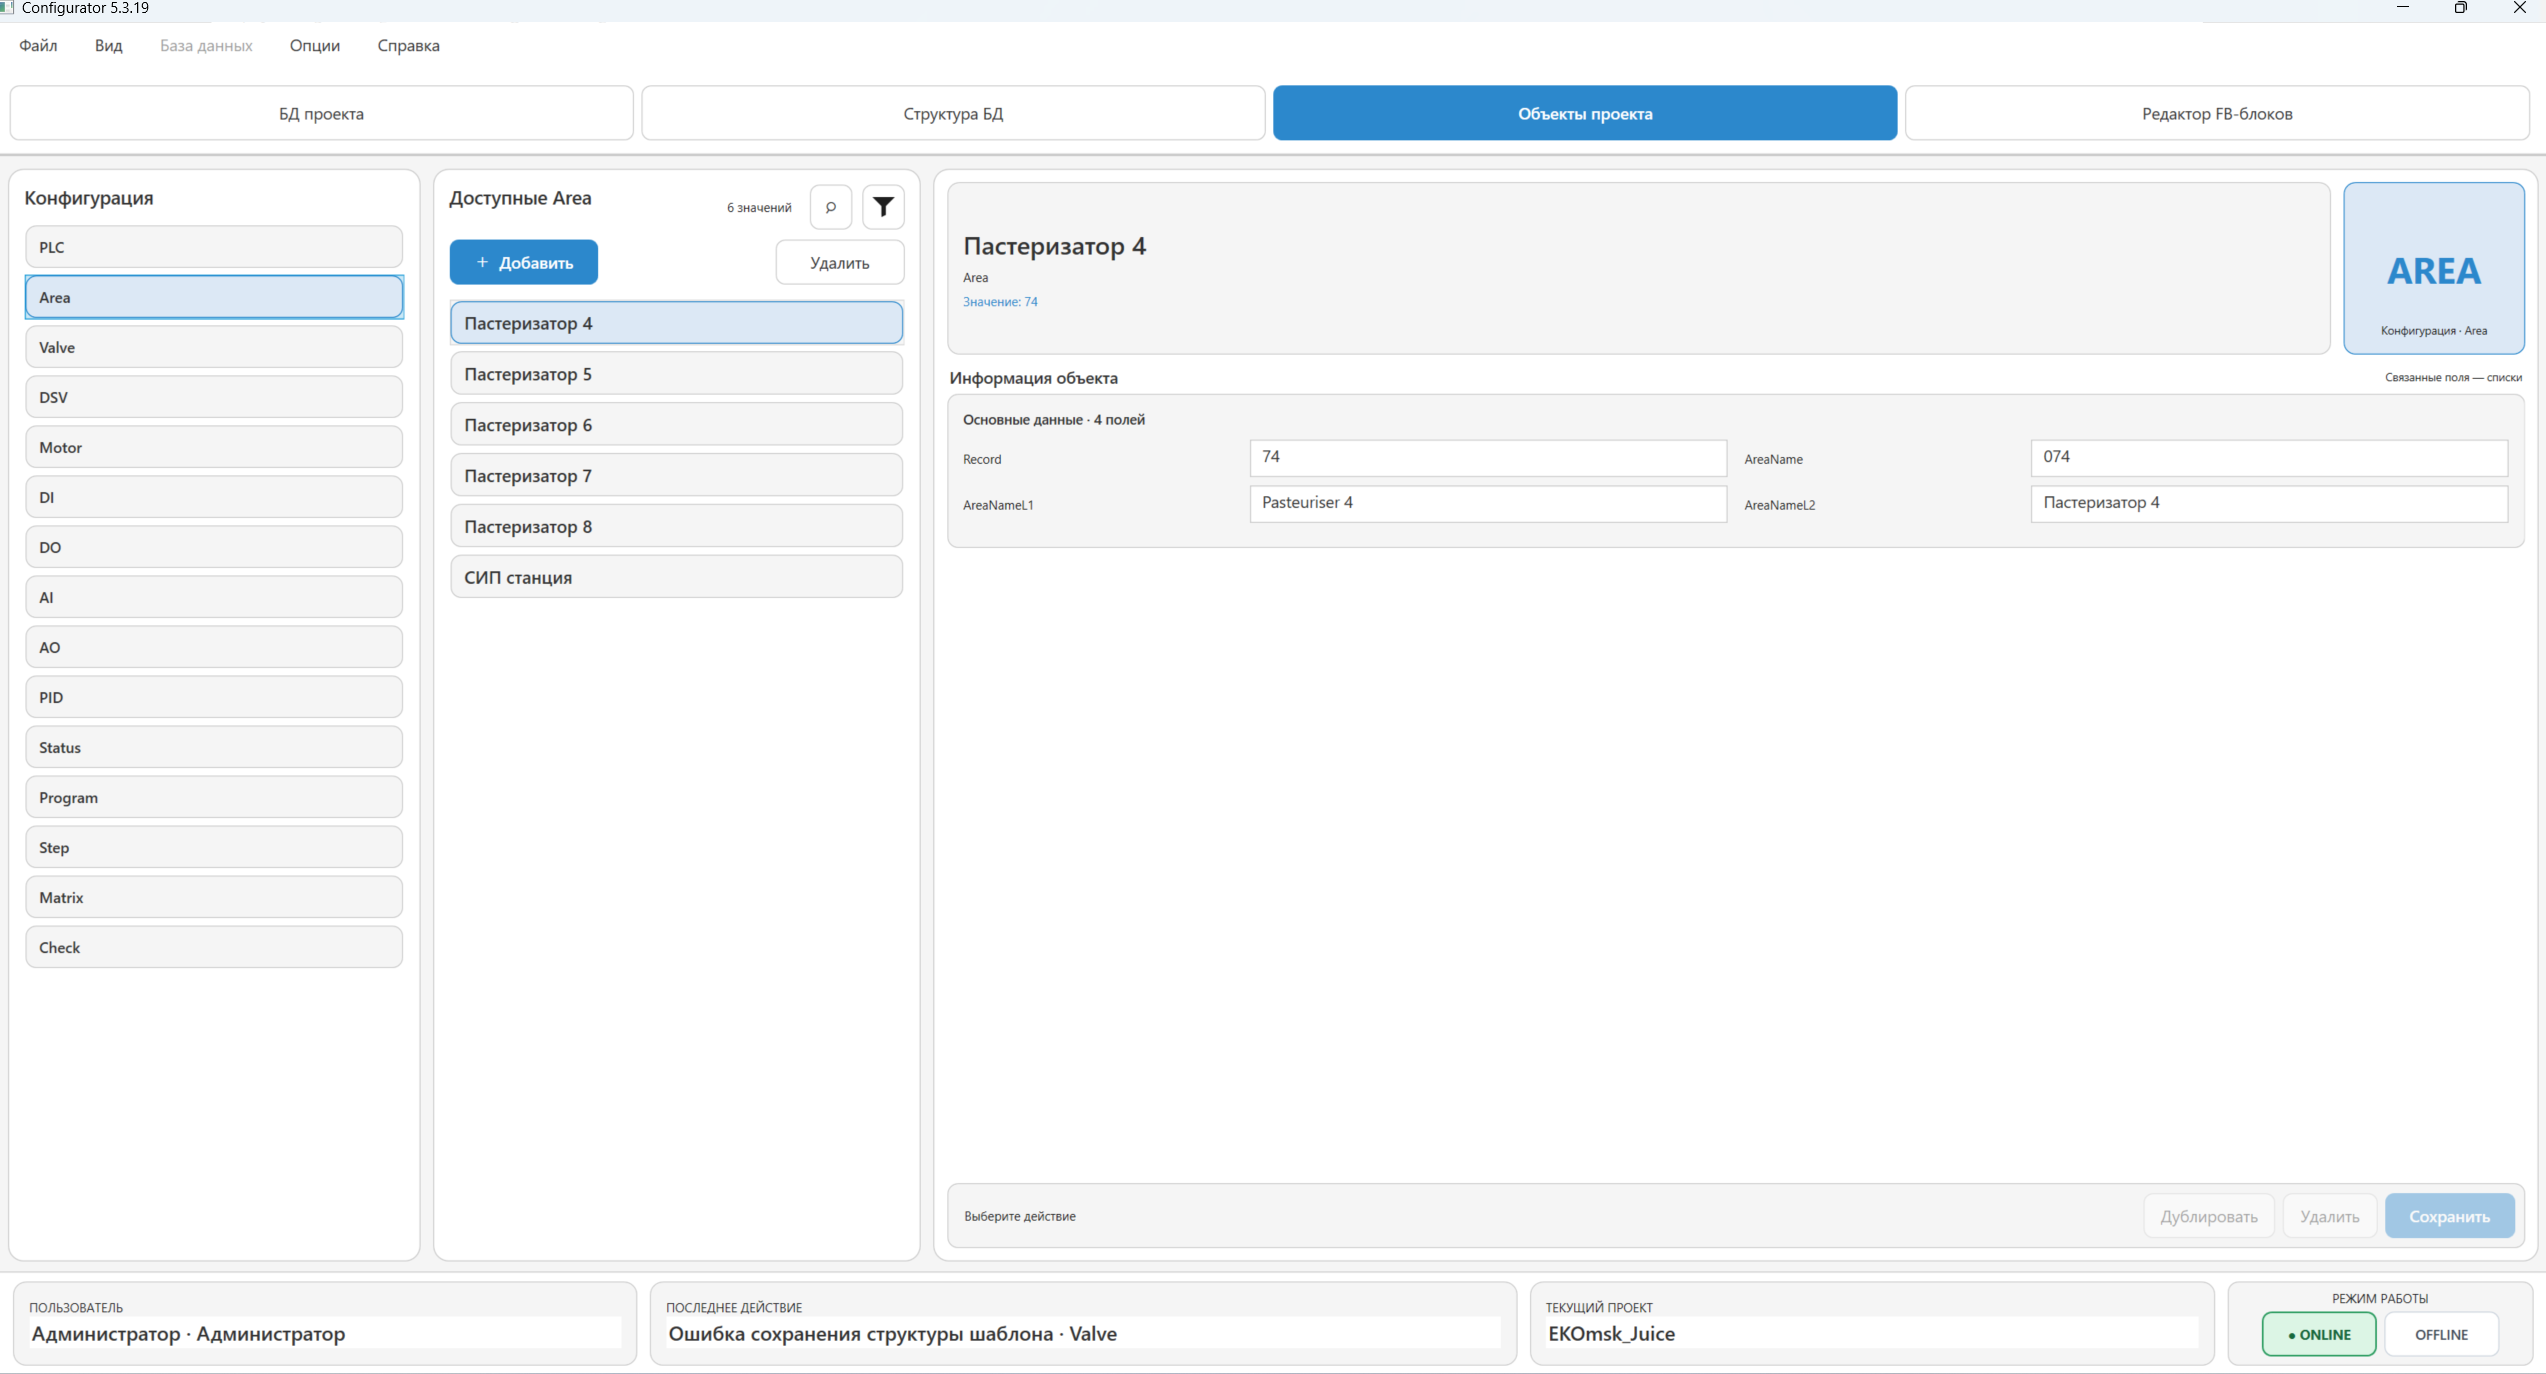 Configurator 5.3.19
Файл Вид База данных Опции Справка
БД проекта Структура БД Объекты проекта Редактор FB-блоков
Конфигурация
PLC
Area
Valve
DSV
Motor
DI
DO
AI
AO
PID
Status
Program
Step
Matrix
Check
Доступные Area 6 значений
+ Добавить Удалить
Пастеризатор 4
Пастеризатор 5
Пастеризатор 6
Пастеризатор 7
Пастеризатор 8
СИП станция
Пастеризатор 4
Area
Значение: 74
AREA
Конфигурация · Area
Информация объекта Связанные поля — списки
Основные данные · 4 полей
Record 74 AreaName 074
AreaNameL1 Pasteuriser 4 AreaNameL2 Пастеризатор 4
Выберите действие Дублировать Удалить Сохранить
ПОЛЬЗОВАТЕЛЬ
Администратор · Администратор
ПОСЛЕДНЕЕ ДЕЙСТВИЕ
Ошибка сохранения структуры шаблона · Valve
ТЕКУЩИЙ ПРОЕКТ
EKOmsk_Juice
РЕЖИМ РАБОТЫ
● ONLINE OFFLINE